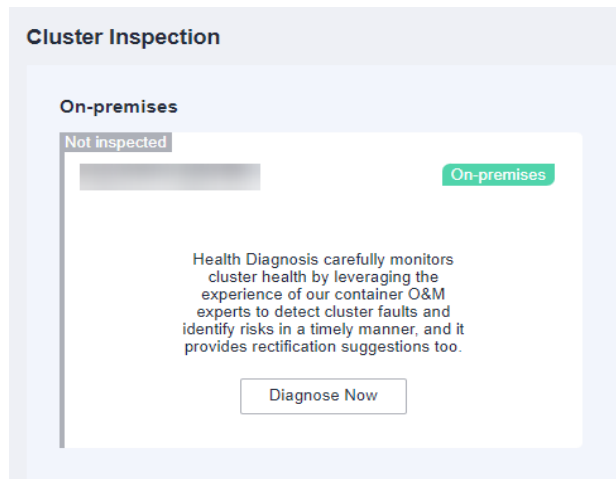 Cluster Inspection
On-premises
Not inspected
On-premises
Health Diagnosis carefully monitors
cluster health by leveraging the
experience of our container O&M
experts to detect cluster faults and
identify risks in a timely manner, and it
provides rectification suggestions too.
Diagnose Now